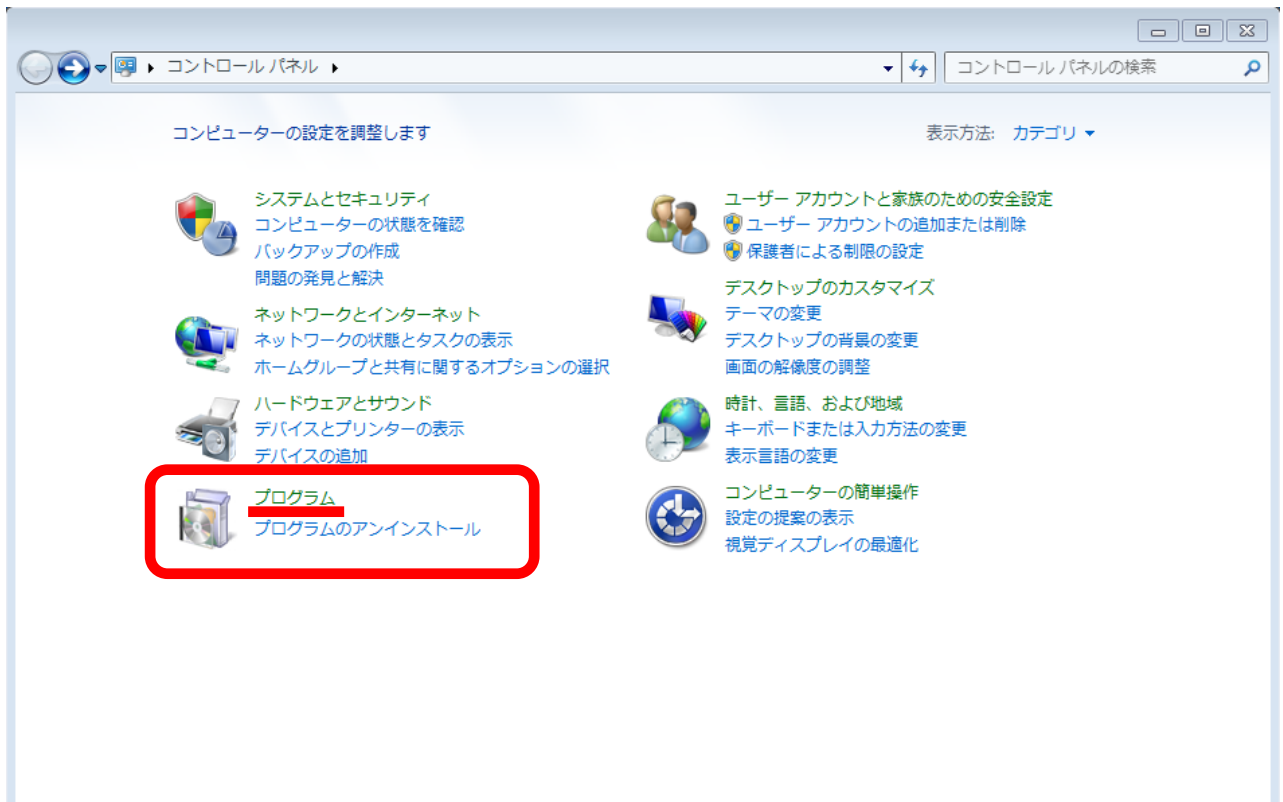 コントロール パネル
コントロール パネルの検索
コンピューターの設定を調整します
表示方法: カテゴリ
システムとセキュリティ
コンピューターの状態を確認
バックアップの作成
問題の発見と解決
ネットワークとインターネット
ネットワークの状態とタスクの表示
ホームグループと共有に関するオプションの選択
ハードウェアとサウンド
デバイスとプリンターの表示
デバイスの追加
プログラム
プログラムのアンインストール
ユーザー アカウントと家族のための安全設定
ユーザー アカウントの追加または削除
保護者による制限の設定
デスクトップのカスタマイズ
テーマの変更
デスクトップの背景の変更
画面の解像度の調整
時計、言語、および地域
キーボードまたは入力方法の変更
表示言語の変更
コンピューターの簡単操作
設定の提案の表示
視覚ディスプレイの最適化